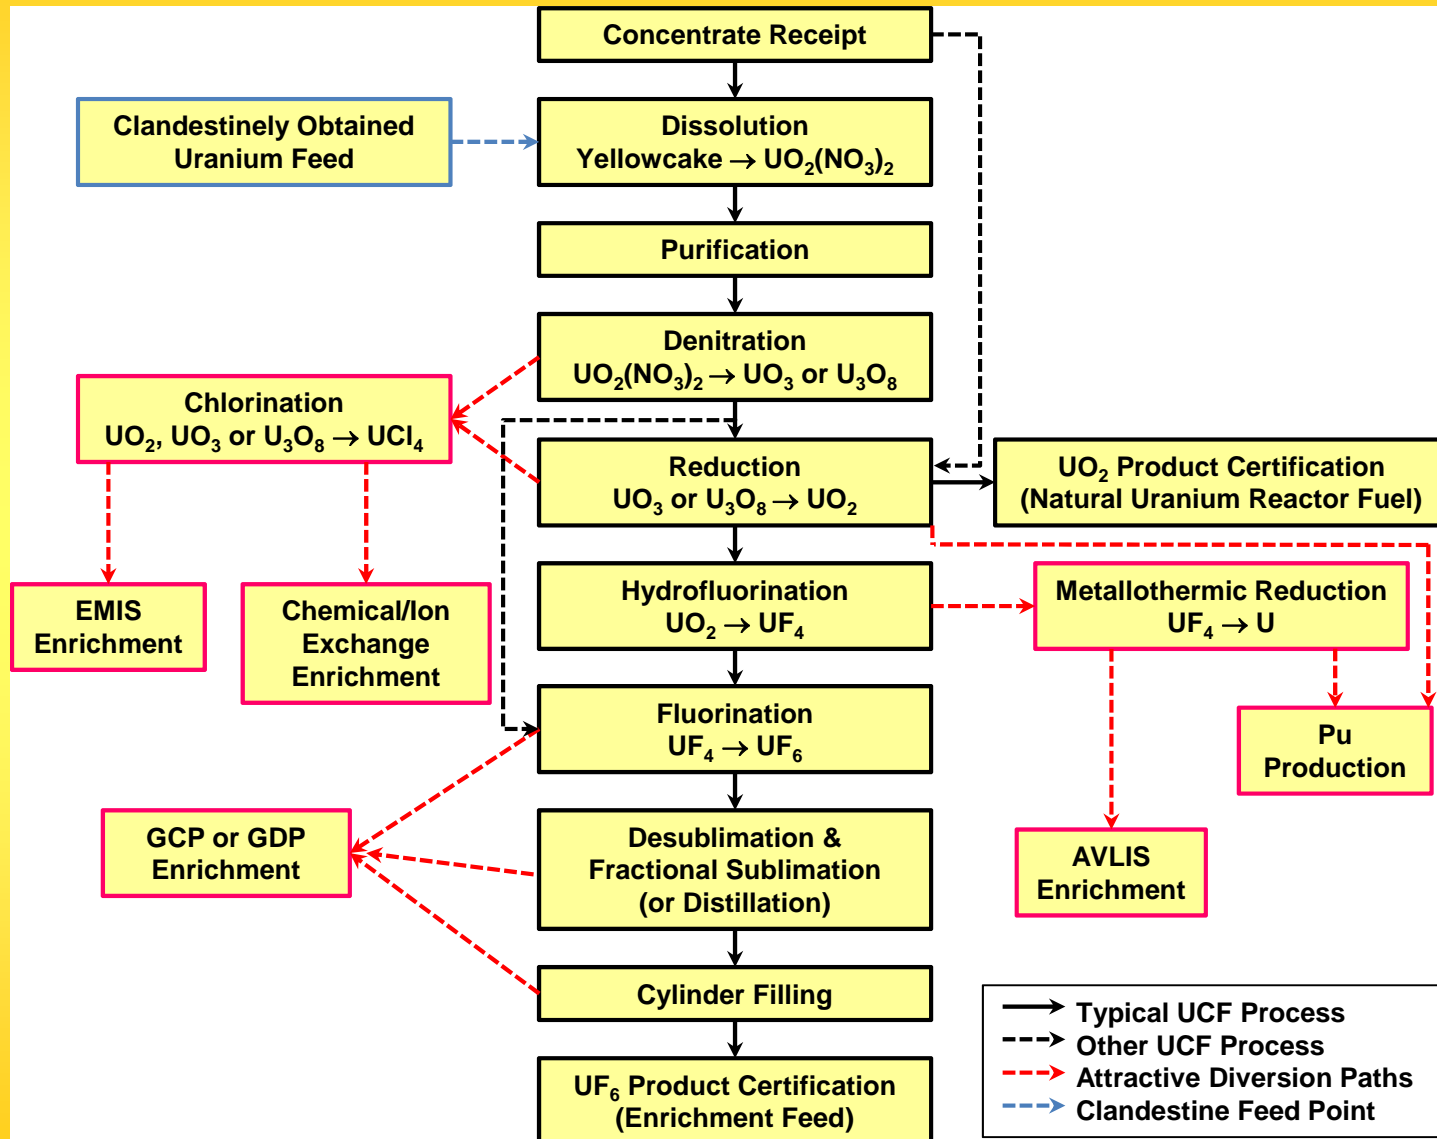 Concentrate Receipt
Clandestinely Obtained
Uranium Feed
Dissolution
Yellowcake → UO₂(NO₃)₂
Purification
Denitration
UO₂(NO₃)₂ → UO₃ or U₃O₈
Chlorination
UO₂, UO₃ or U₃O₈ → UCl₄
Reduction
UO₃ or U₃O₈ → UO₂
UO₂ Product Certification
(Natural Uranium Reactor Fuel)
EMIS
Enrichment
Chemical/Ion
Exchange
Enrichment
Hydrofluorination
UO₂ → UF₄
Metallothermic Reduction
UF₄ → U
Fluorination
UF₄ → UF₆
Pu
Production
GCP or GDP
Enrichment
Desublimation &
Fractional Sublimation
(or Distillation)
AVLIS
Enrichment
Cylinder Filling
UF₆ Product Certification
(Enrichment Feed)
Typical UCF Process
Other UCF Process
Attractive Diversion Paths
Clandestine Feed Point